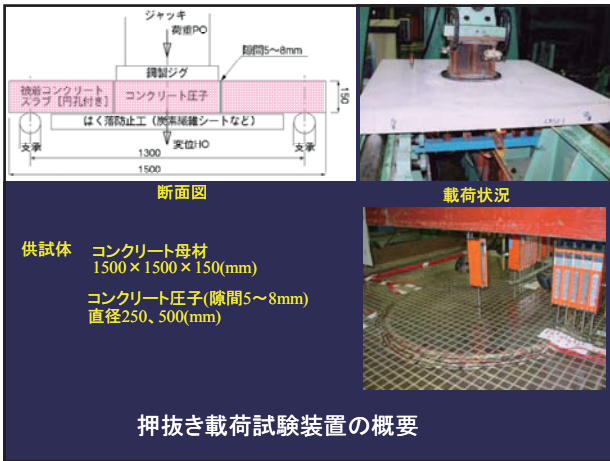 ジャッキ
荷重PO
隙間5～8mm
鋼製ジグ
被着コンクリート
スラブ [円孔付き]
コンクリート圧子
150
はく落防止工（炭素繊維シートなど）
支承
変位HO
支承
1300
1500
断面図
載荷状況
供試体
コンクリート母材
1500×1500×150(mm)
コンクリート圧子(隙間5～8mm)
直径250、500(mm)
押抜き載荷試験装置の概要